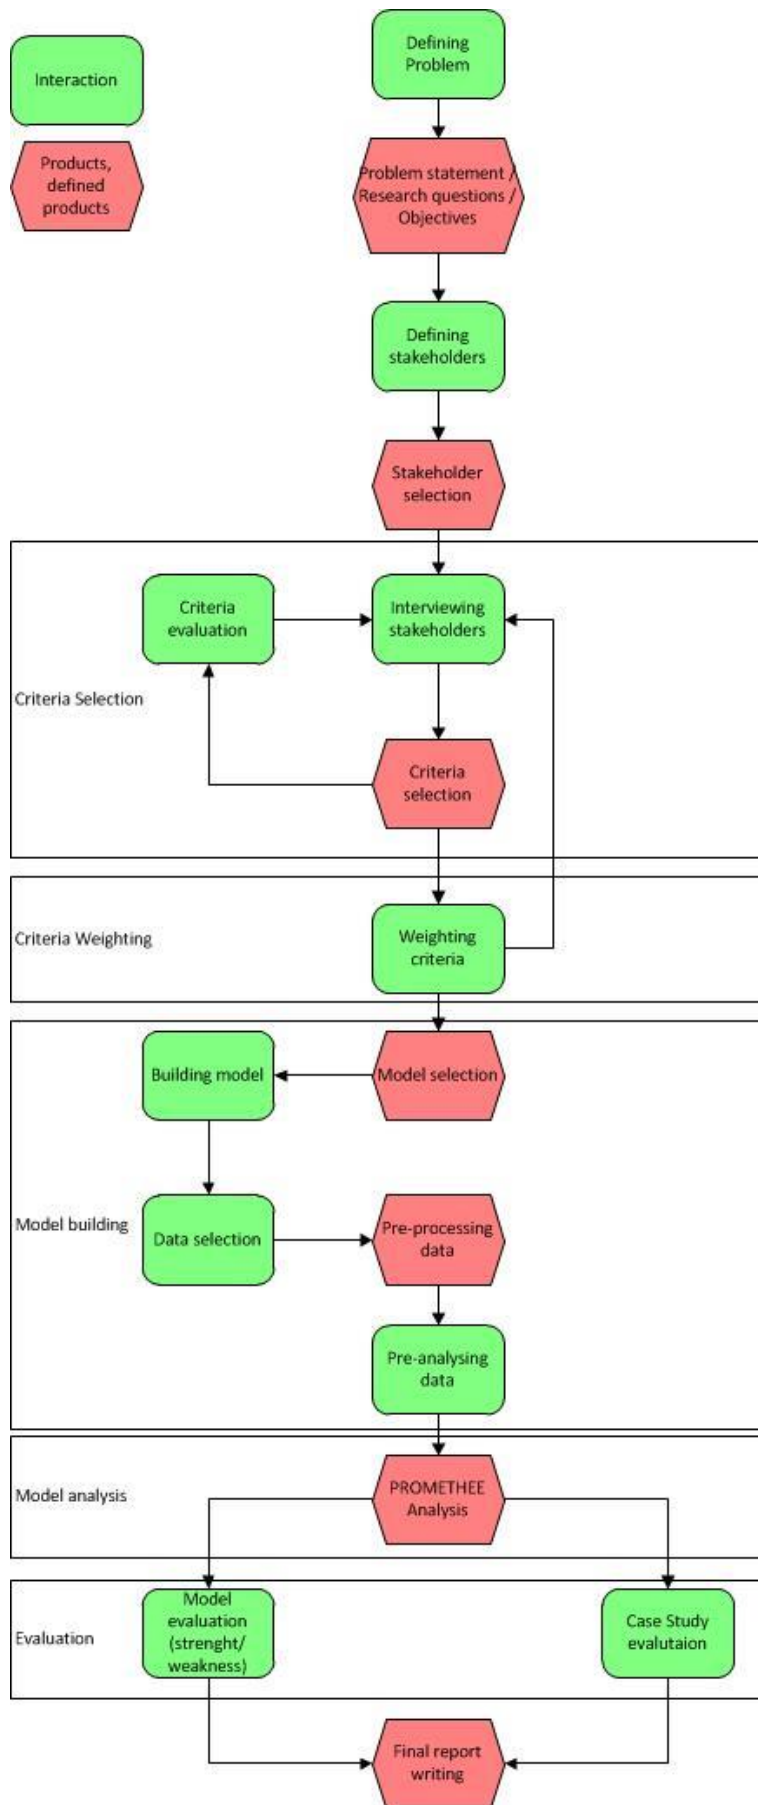 Interaction
Products,
defined
products
Defining
Problem
Problem statement /
Research questions /
Objectives
Defining
stakeholders
Stakeholder
selection
Criteria Selection
Criteria
evaluation
Interviewing
stakeholders
Criteria
selection
Criteria Weighting
Weighting
criteria
Model building
Building model
Model selection
Data selection
Pre-processing
data
Pre-analysing
data
Model analysis
PROMETHEE
Analysis
Evaluation
Model
evaluation
(strenght/
weakness)
Case Study
evalutaion
Final report
writing